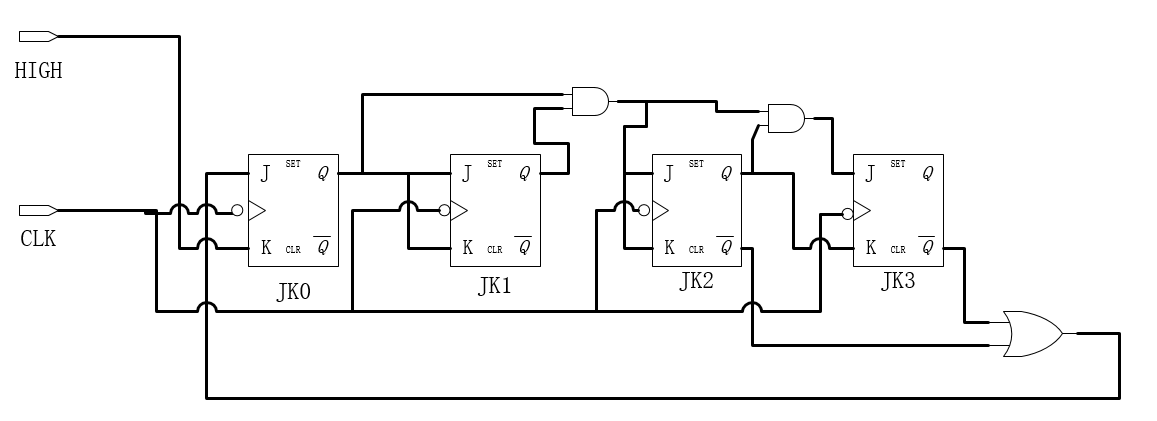 HIGH
CLK
J SET Q
K CLR Q̅
JK0
J SET Q
K CLR Q̅
JK1
J SET Q
K CLR Q̅
JK2
J SET Q
K CLR Q̅
JK3